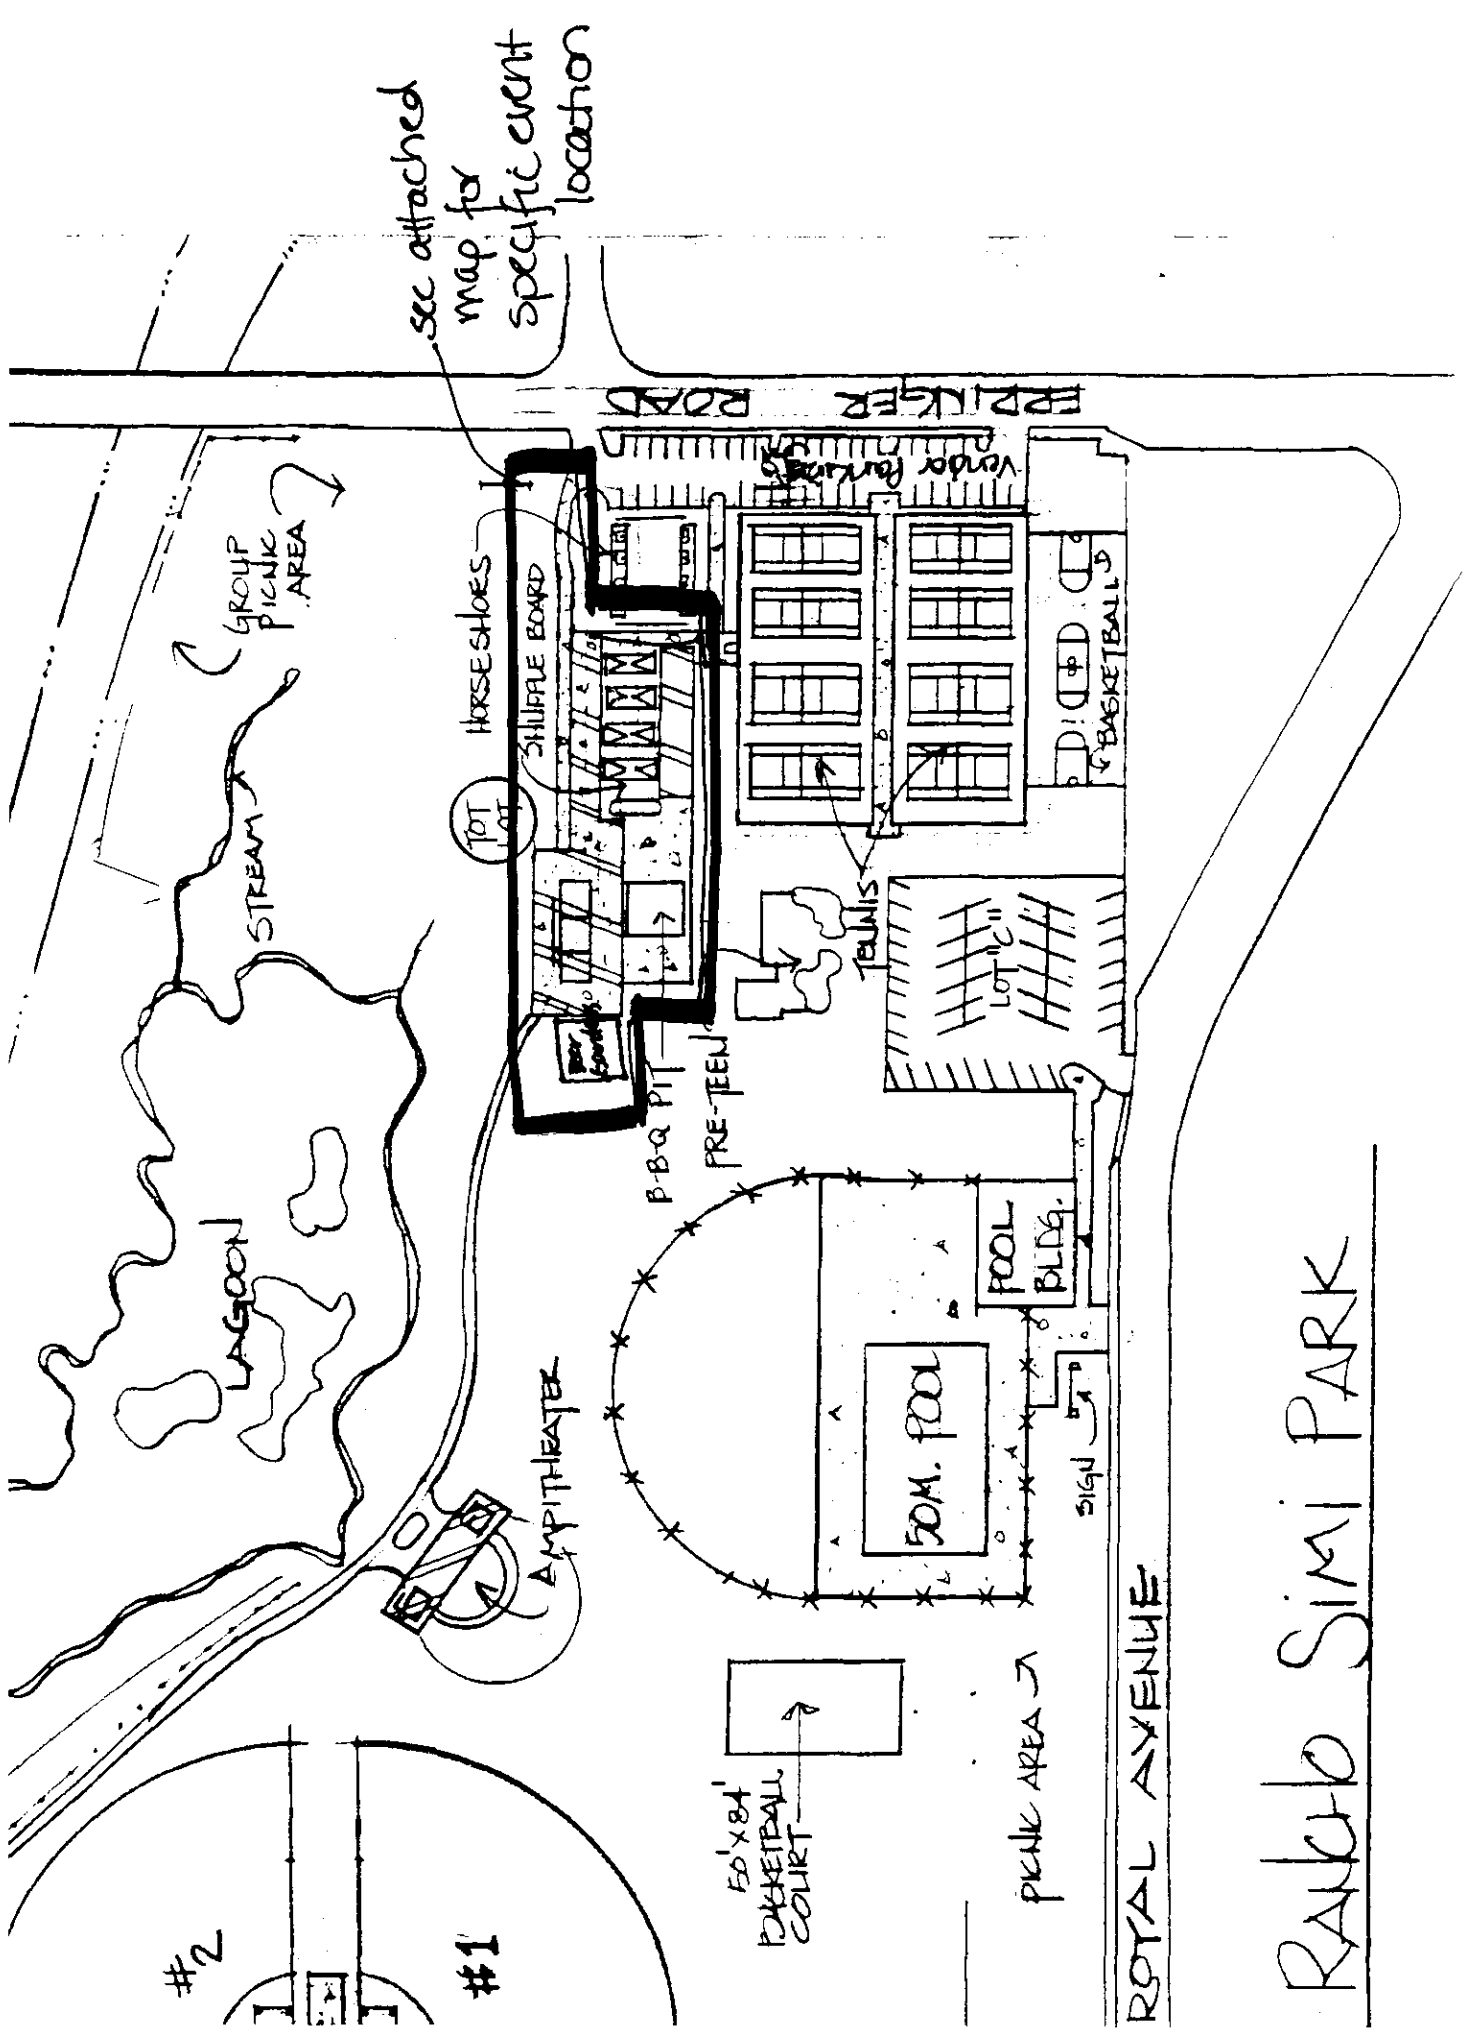 see attached
map for
specific event
location
GROUP
PICNIC
AREA
STREAM
LAGOON
HORSESHOES
SHUFFLE BOARD
TOT
LOT
ERRINGER ROAD
Vendor Parking
B-B-Q PIT
PRE-TEEN
TENNIS
LOT "C"
BASKETBALL
AMPITHEATER
POOL
BLDG.
50M. POOL
SIGN
#2
#1
50'x84'
BASKETBALL
COURT
PICNIC AREA
ROYAL AVENUE
RANCHO SIMI PARK